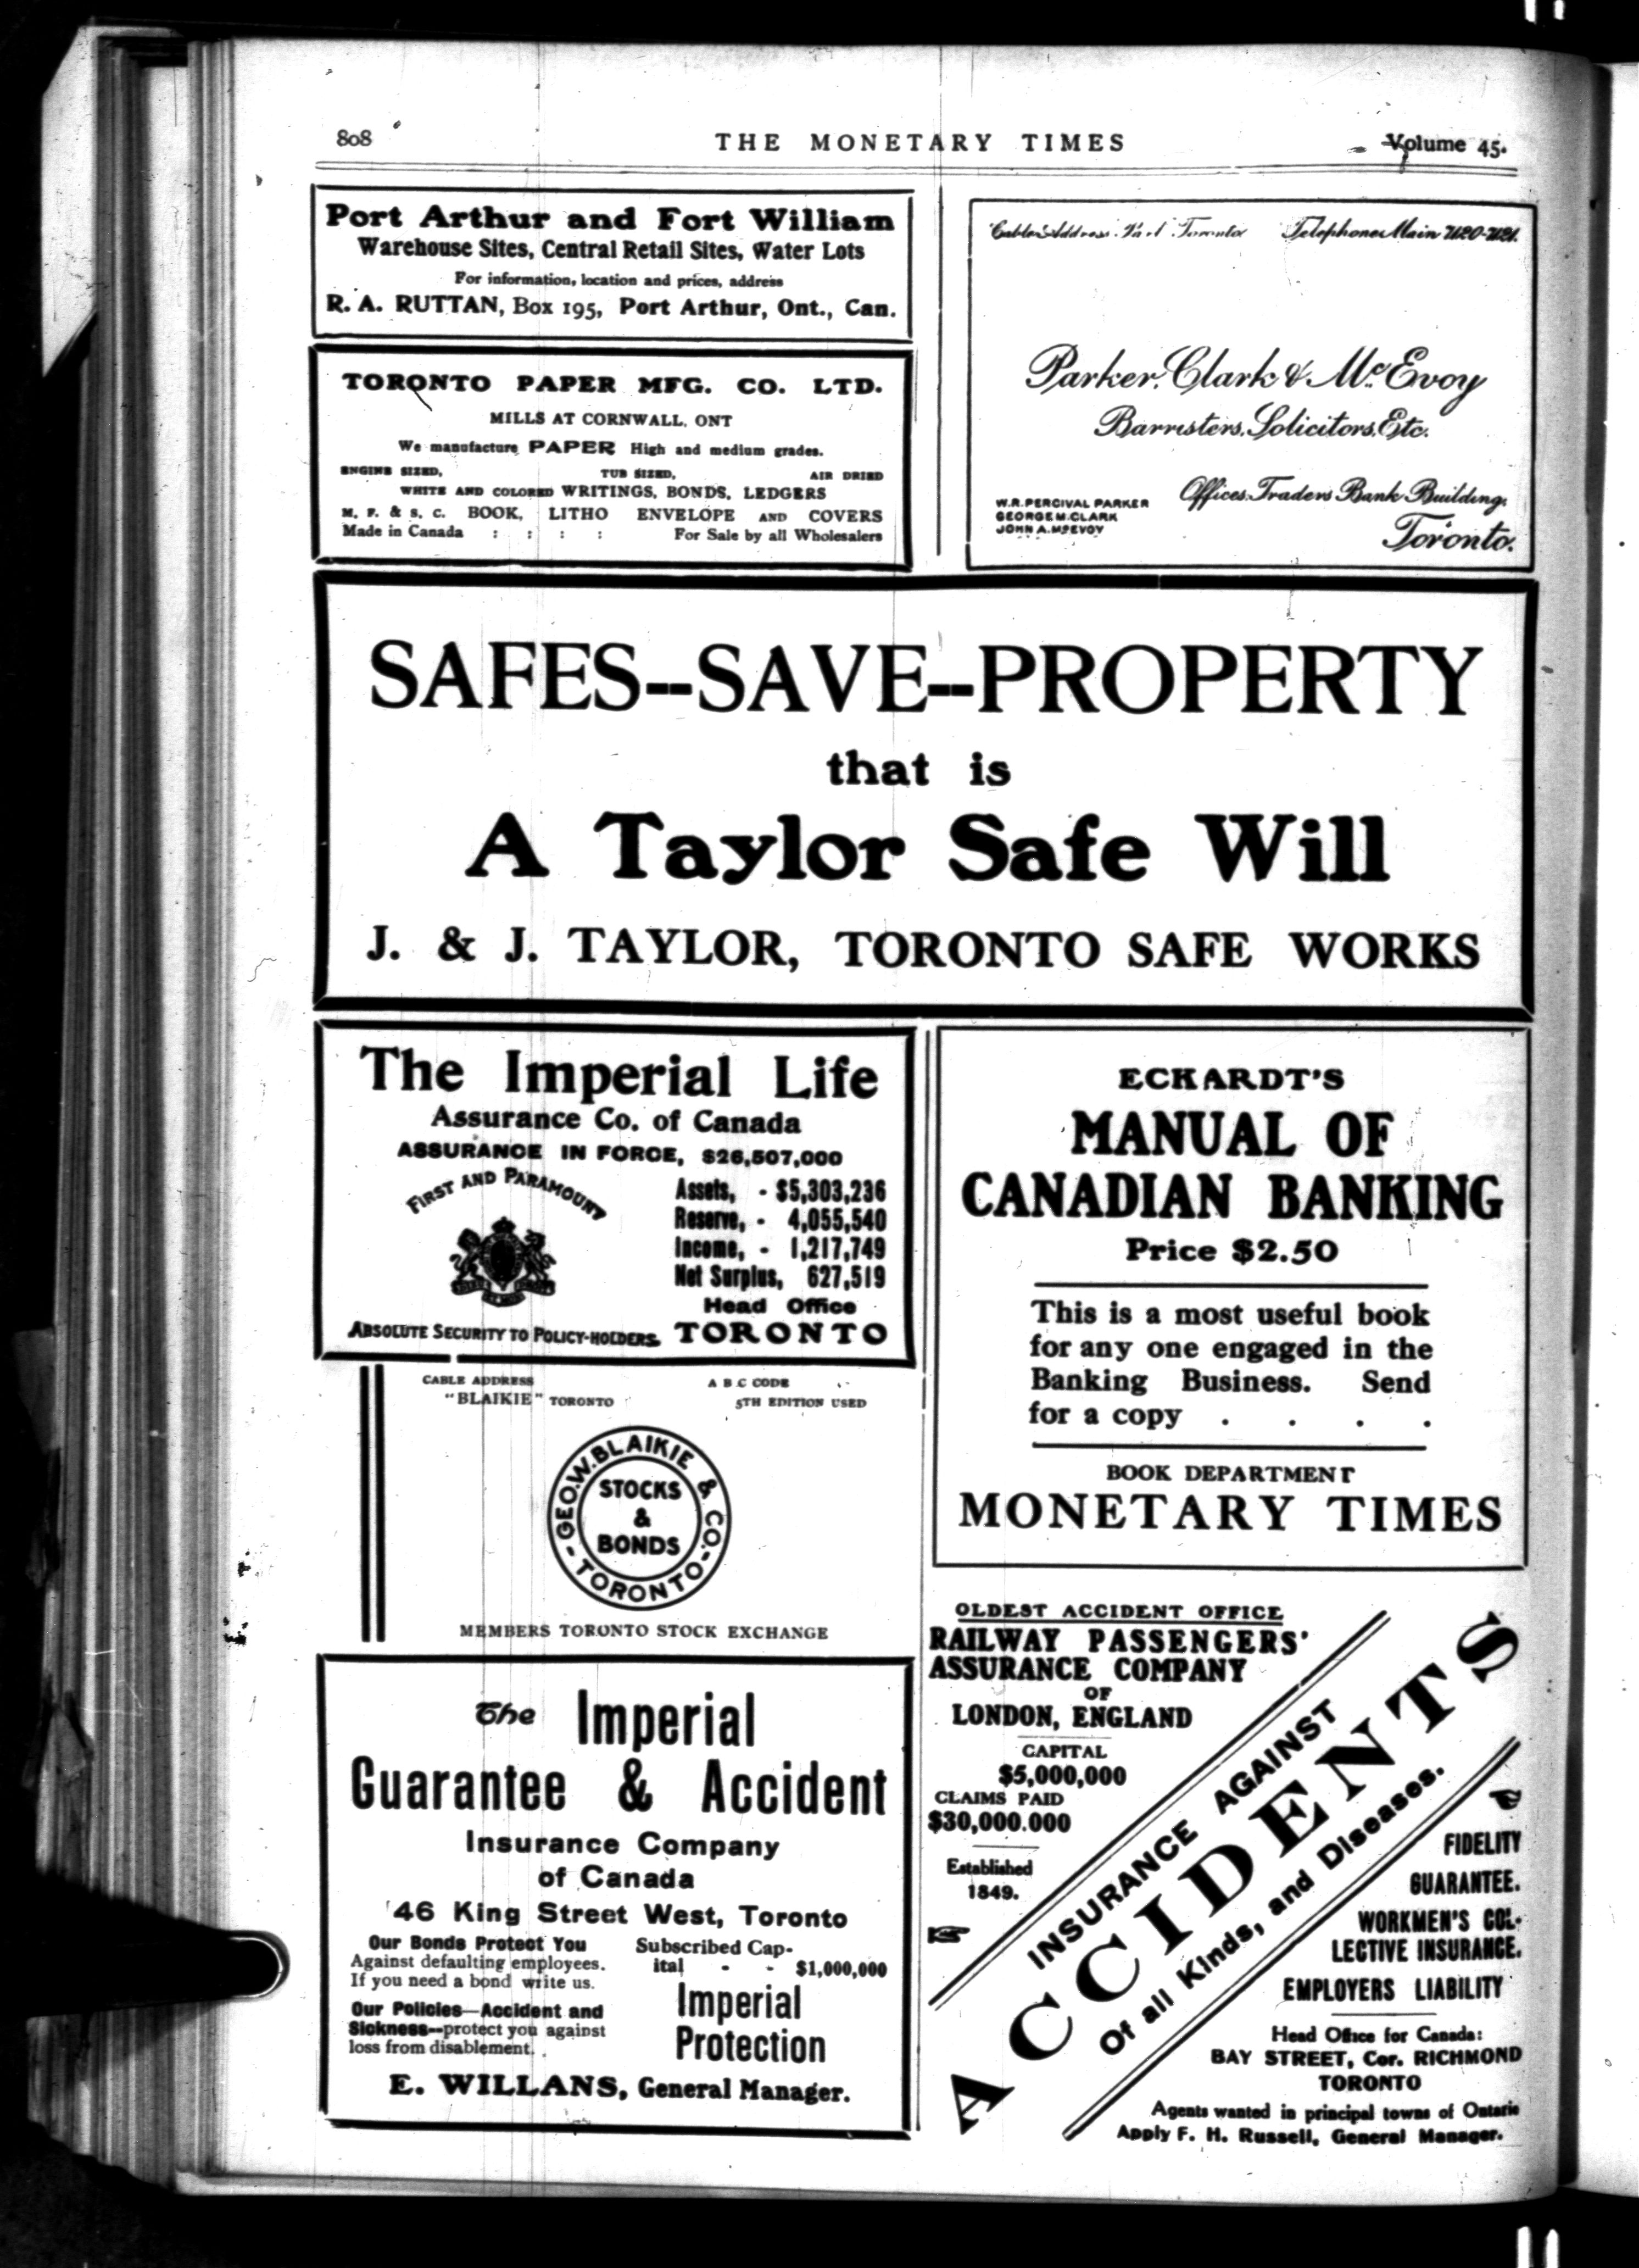 808
THE MONETARY TIMES
Volume 45.
Port Arthur and Fort William
Warehouse Sites, Central Retail Sites, Water Lots
For information, location and prices, address
R. A. RUTTAN, Box 195, Port Arthur, Ont., Can.
TORONTO PAPER MFG. CO. LTD.
MILLS AT CORNWALL, ONT
We manufacture PAPER High and medium grades.
ENGINE SIZED, TUB SIZED, AIR DRIED
WHITE AND COLORED WRITINGS, BONDS, LEDGERS
M. F. & S. C. BOOK, LITHO ENVELOPE AND COVERS
Made in Canada : : : : For Sale by all Wholesalers
Cable Address Toronto Telephone Main 7120-7121.
Parker, Clark & McEvoy
Barristers, Solicitors, Etc.
W.R. PERCIVAL PARKER
GEORGE M. CLARK
JOHN A. McEVOY
Offices. Traders Bank Building,
Toronto.
SAFES--SAVE--PROPERTY
that is
A Taylor Safe Will
J. & J. TAYLOR, TORONTO SAFE WORKS
The Imperial Life
Assurance Co. of Canada
ASSURANCE IN FORCE, $26,507,000
FIRST AND PARAMOUNT
Assets, - $5,303,236
Reserve, - 4,055,540
Income, - 1,217,749
Net Surplus, 627,519
Head Office
ABSOLUTE SECURITY TO POLICY-HOLDERS. TORONTO
CABLE ADDRESS
"BLAIKIE" TORONTO
A B C CODE
5TH EDITION USED
GEO. W. BLAIKIE & CO.
STOCKS
&
BONDS
- TORONTO -
MEMBERS TORONTO STOCK EXCHANGE
The Imperial
Guarantee & Accident
Insurance Company
of Canada
46 King Street West, Toronto
Our Bonds Protect You
Against defaulting employees.
If you need a bond write us.
Our Policies—Accident and
Sickness--protect you against
loss from disablement.
Subscribed Cap-
ital - - $1,000,000
Imperial
Protection
E. WILLANS, General Manager.
ECKARDT'S
MANUAL OF
CANADIAN BANKING
Price $2.50
This is a most useful book
for any one engaged in the
Banking Business. Send
for a copy . . . .
BOOK DEPARTMENT
MONETARY TIMES
OLDEST ACCIDENT OFFICE
RAILWAY PASSENGERS'
ASSURANCE COMPANY
OF
LONDON, ENGLAND
CAPITAL
$5,000,000
CLAIMS PAID
$30,000.000
Established
1849.
INSURANCE AGAINST
ACCIDENTS
Of all Kinds, and Diseases.
FIDELITY
GUARANTEE.
WORKMEN'S COL-
LECTIVE INSURANCE.
EMPLOYERS LIABILITY
Head Office for Canada:
BAY STREET, Cor. RICHMOND
TORONTO
Agents wanted in principal towns of Ontario
Apply F. H. Russell, General Manager.